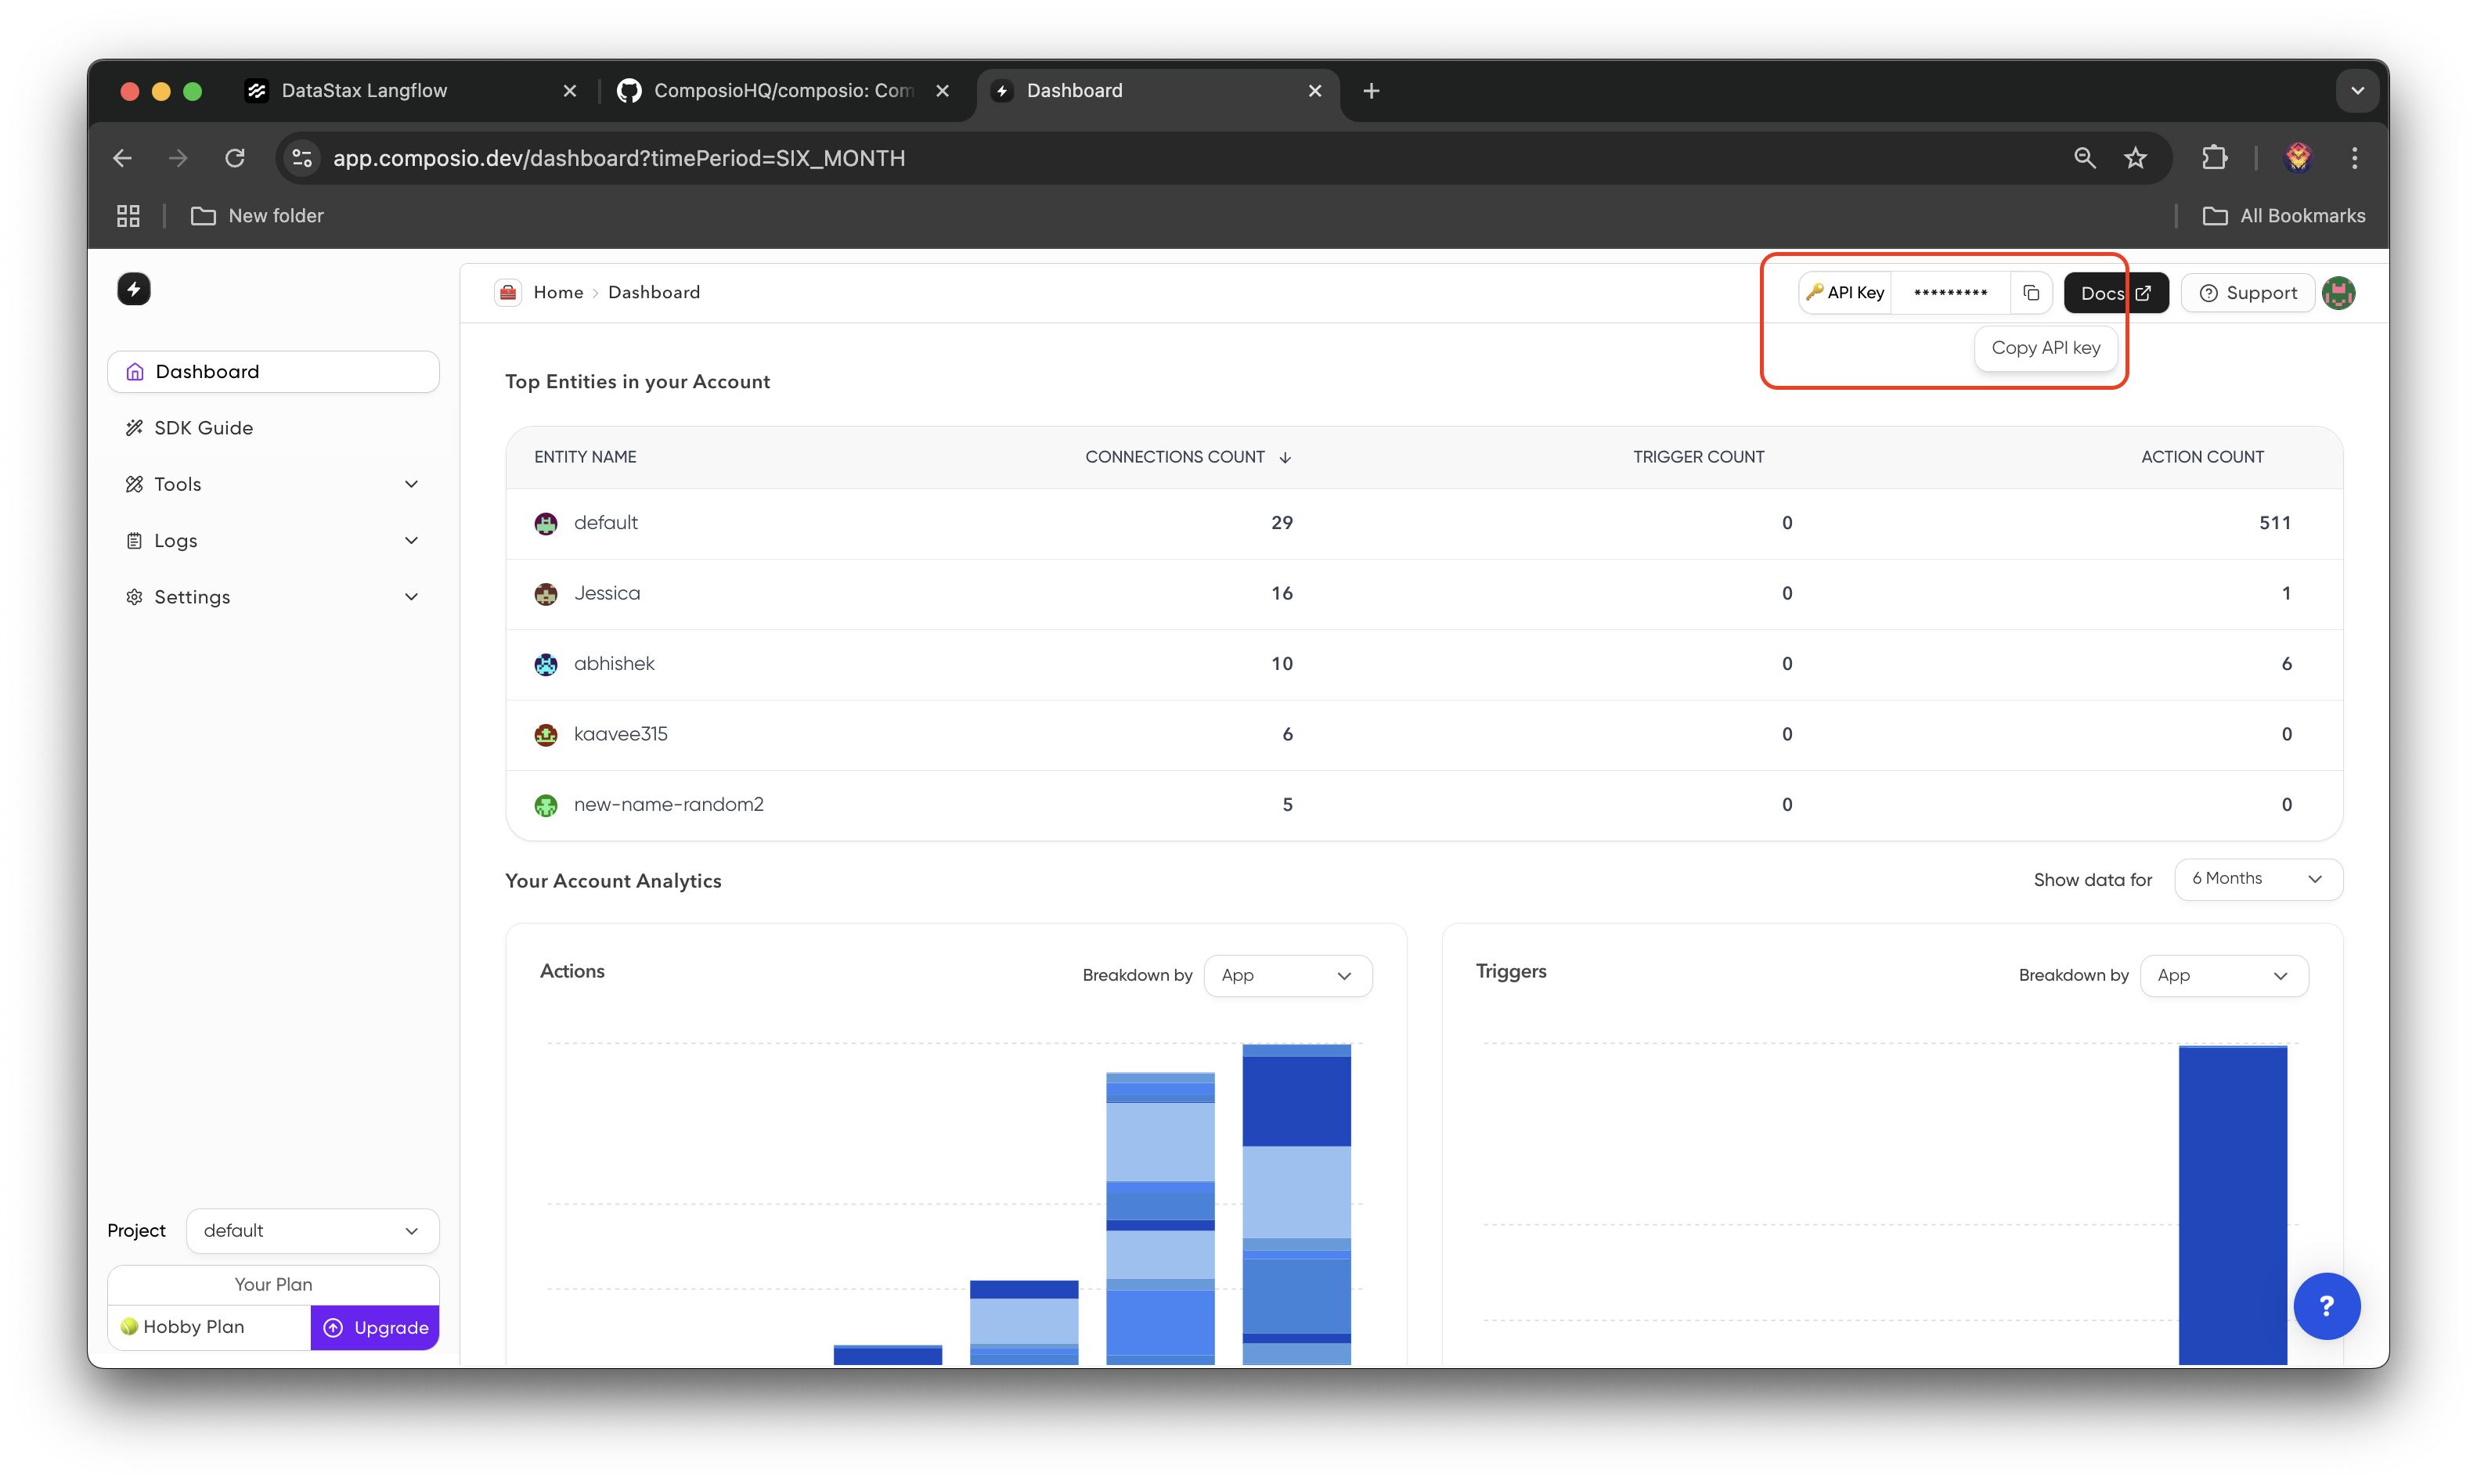 DataStax Langflow
ComposioHQ/composio: Com
Dashboard
app.composio.dev/dashboard?timePeriod=SIX_MONTH
New folder
All Bookmarks
Home > Dashboard
API Key
*********
Docs
Support
Copy API key
Dashboard
SDK Guide
Tools
Logs
Settings
Top Entities in your Account
ENTITY NAME CONNECTIONS COUNT ↓ TRIGGER COUNT ACTION COUNT
default 29 0 511
Jessica 16 0 1
abhishek 10 0 6
kaavee315 6 0 0
new-name-random2 5 0 0
Your Account Analytics
Show data for 6 Months
Actions
Breakdown by App
Triggers
Breakdown by App
Project default
Your Plan
Hobby Plan
Upgrade
?